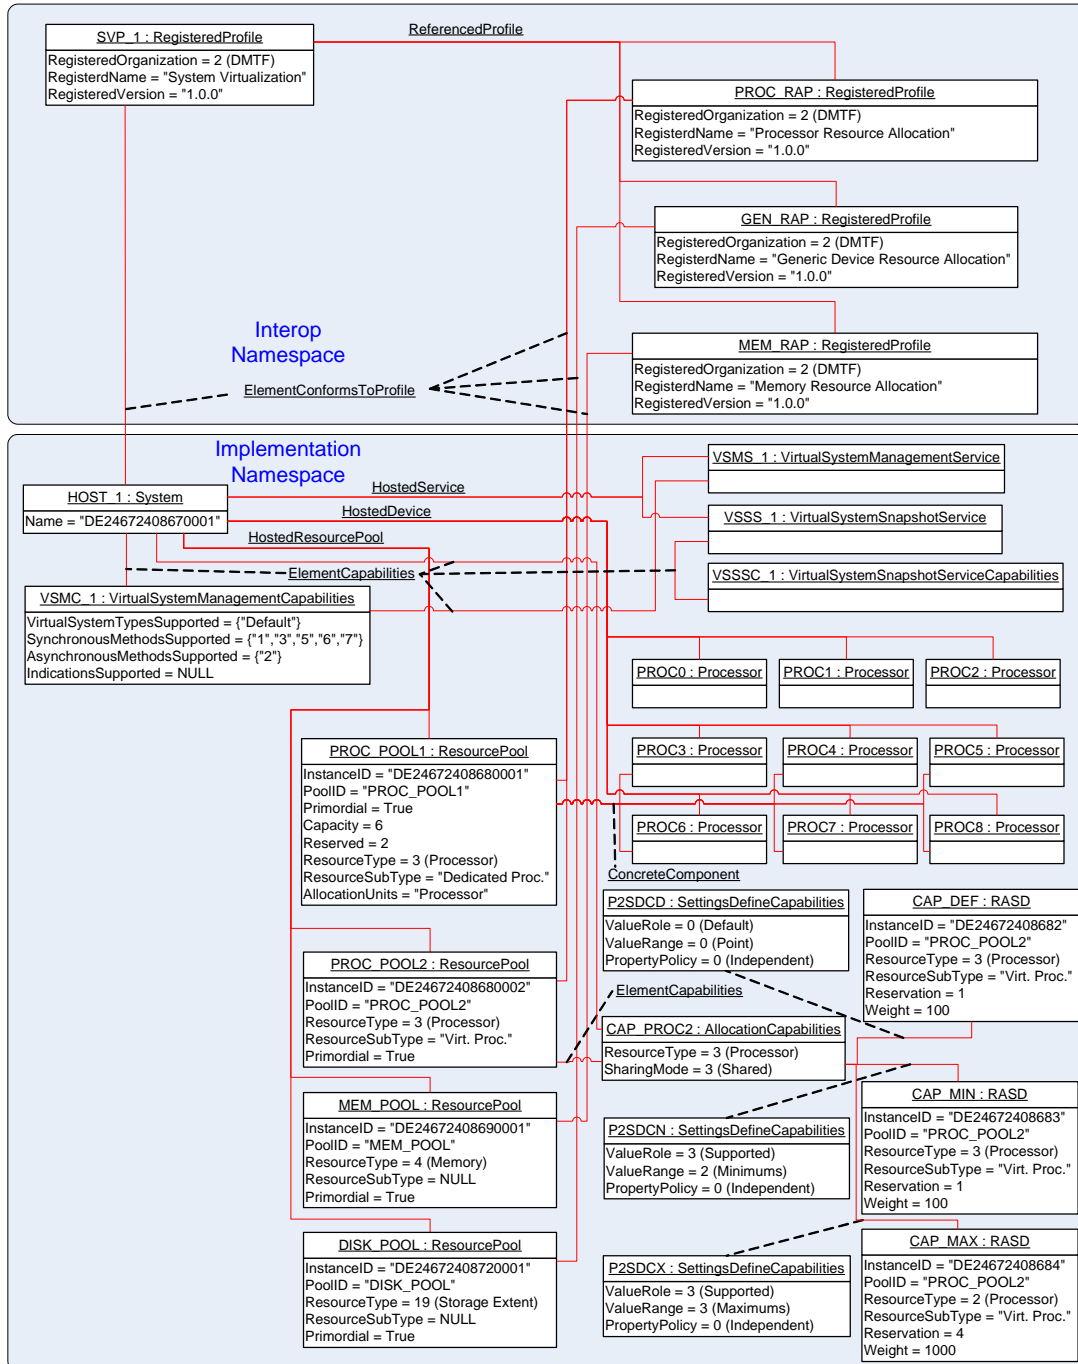 SVP_1 : RegisteredProfile
RegisteredOrganization = 2 (DMTF)
RegisterdName = "System Virtualization"
RegisteredVersion = "1.0.0"
ReferencedProfile
PROC_RAP : RegisteredProfile
RegisteredOrganization = 2 (DMTF)
RegisterdName = "Processor Resource Allocation"
RegisteredVersion = "1.0.0"
GEN_RAP : RegisteredProfile
RegisteredOrganization = 2 (DMTF)
RegisterdName = "Generic Device Resource Allocation"
RegisteredVersion = "1.0.0"
Interop
Namespace
MEM_RAP : RegisteredProfile
RegisteredOrganization = 2 (DMTF)
RegisterdName = "Memory Resource Allocation"
RegisteredVersion = "1.0.0"
ElementConformsToProfile
Implementation
Namespace
HOST_1 : System
Name = "DE24672408670001"
HostedService
HostedDevice
HostedResourcePool
ElementCapabilities
VSMS_1 : VirtualSystemManagementService
VSSS_1 : VirtualSystemSnapshotService
VSSSC_1 : VirtualSystemSnapshotServiceCapabilities
VSMC_1 : VirtualSystemManagementCapabilities
VirtualSystemTypesSupported = {"Default"}
SynchronousMethodsSupported = {"1","3","5","6","7"}
AsynchronousMethodsSupported = {"2"}
IndicationsSupported = NULL
PROC0 : Processor
PROC1 : Processor
PROC2 : Processor
PROC3 : Processor
PROC4 : Processor
PROC5 : Processor
PROC6 : Processor
PROC7 : Processor
PROC8 : Processor
PROC_POOL1 : ResourcePool
InstanceID = "DE24672408680001"
PoolID = "PROC_POOL1"
Primordial = True
Capacity = 6
Reserved = 2
ResourceType = 3 (Processor)
ResourceSubType = "Dedicated Proc."
AllocationUnits = "Processor"
ConcreteComponent
P2SDCD : SettingsDefineCapabilities
ValueRole = 0 (Default)
ValueRange = 0 (Point)
PropertyPolicy = 0 (Independent)
CAP_DEF : RASD
InstanceID = "DE24672408682"
PoolID = "PROC_POOL2"
ResourceType = 3 (Processor)
ResourceSubType = "Virt. Proc."
Reservation = 1
Weight = 100
PROC_POOL2 : ResourcePool
InstanceID = "DE24672408680002"
PoolID = "PROC_POOL2"
ResourceType = 3 (Processor)
ResourceSubType = "Virt. Proc."
Primordial = True
ElementCapabilities
CAP_PROC2 : AllocationCapabilities
ResourceType = 3 (Processor)
SharingMode = 3 (Shared)
MEM_POOL : ResourcePool
InstanceID = "DE24672408690001"
PoolID = "MEM_POOL"
ResourceType = 4 (Memory)
ResourceSubType = NULL
Primordial = True
P2SDCN : SettingsDefineCapabilities
ValueRole = 3 (Supported)
ValueRange = 2 (Minimums)
PropertyPolicy = 0 (Independent)
CAP_MIN : RASD
InstanceID = "DE24672408683"
PoolID = "PROC_POOL2"
ResourceType = 3 (Processor)
ResourceSubType = "Virt. Proc."
Reservation = 1
Weight = 100
DISK_POOL : ResourcePool
InstanceID = "DE24672408720001"
PoolID = "DISK_POOL"
ResourceType = 19 (Storage Extent)
ResourceSubType = NULL
Primordial = True
P2SDCX : SettingsDefineCapabilities
ValueRole = 3 (Supported)
ValueRange = 3 (Maximums)
PropertyPolicy = 0 (Independent)
CAP_MAX : RASD
InstanceID = "DE24672408684"
PoolID = "PROC_POOL2"
ResourceType = 2 (Processor)
ResourceSubType = "Virt. Proc."
Reservation = 4
Weight = 1000